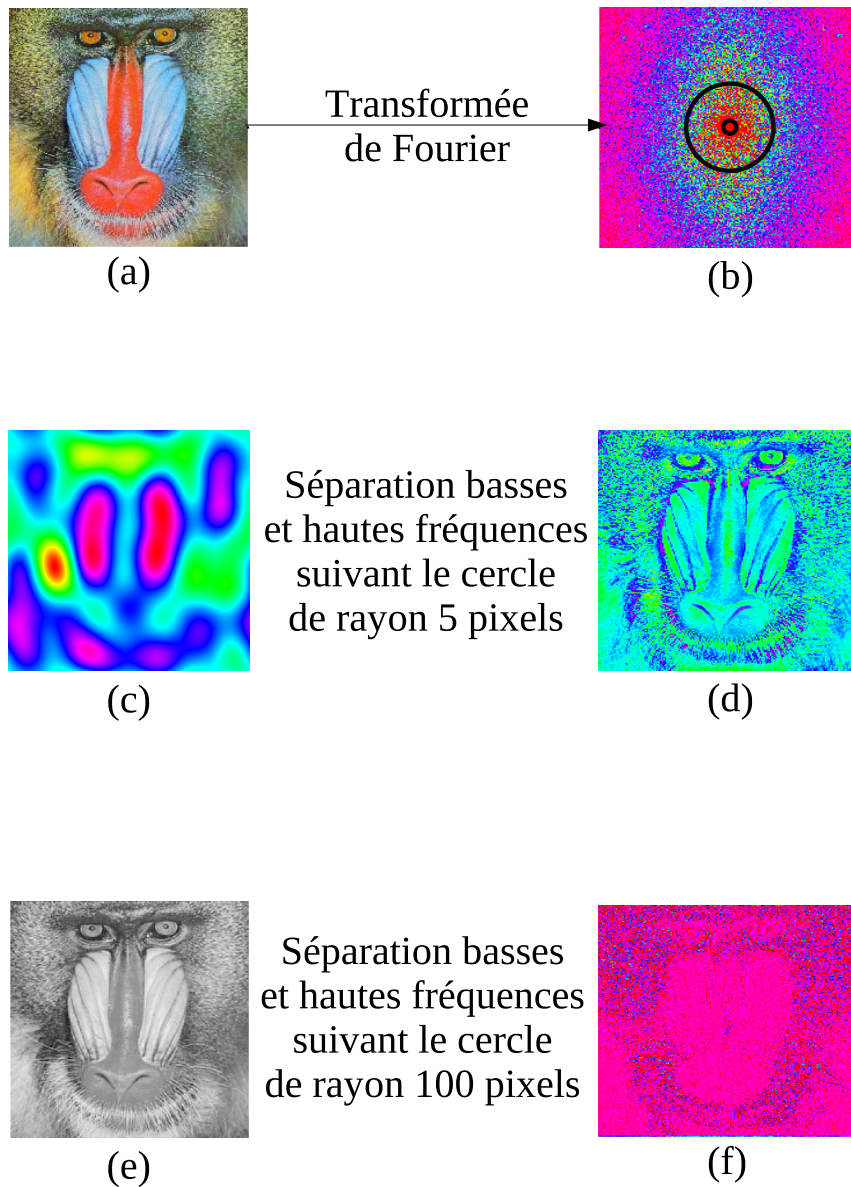 Transformée
de Fourier
(a)
(b)
Séparation basses
et hautes fréquences
suivant le cercle
de rayon 5 pixels
(c)
(d)
Séparation basses
et hautes fréquences
suivant le cercle
de rayon 100 pixels
(e)
(f)